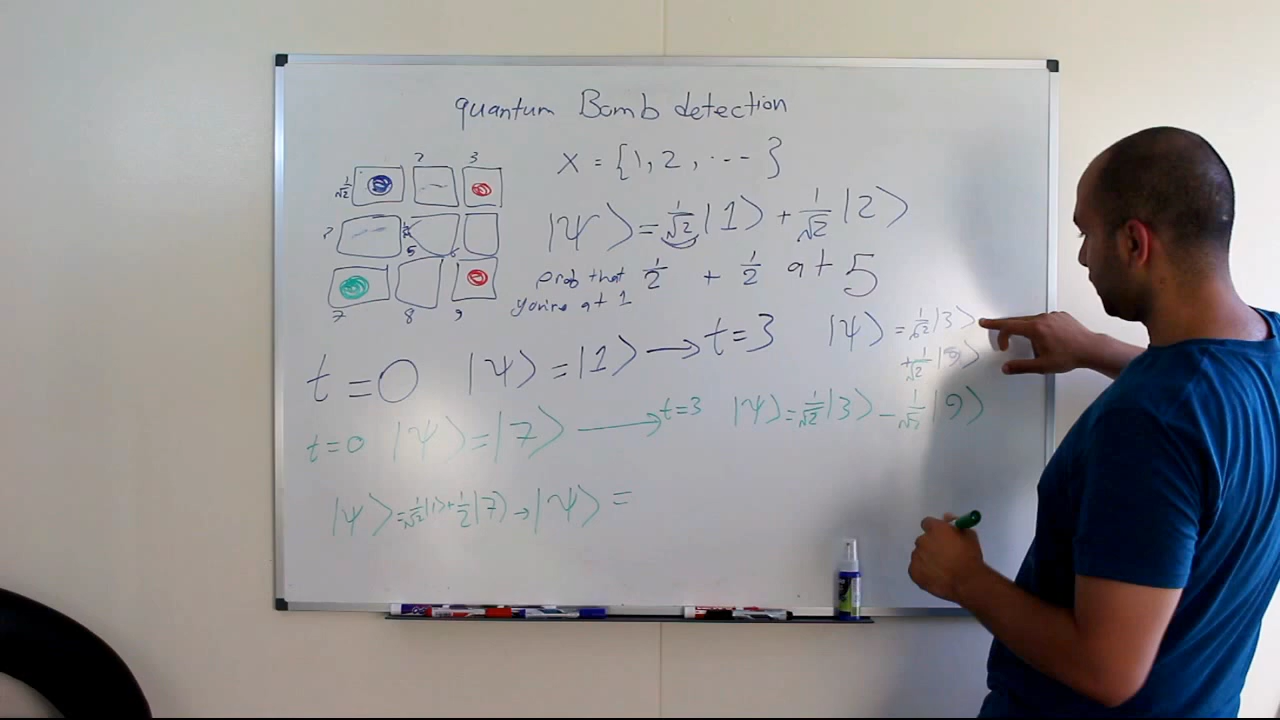 quantum Bomb detection
X = {1, 2, ... }
|ψ⟩ = 1/√2 |1⟩ + 1/√2 |2⟩
prob that 1/2 + 1/2 at 5
you're at 1
1/√2 2 3
5 6
7 8 9
t=0 |ψ⟩ = |1⟩ → t=3 |ψ⟩ = 1/√2 |3⟩
+ 1/√2 |9⟩
t=0 |ψ⟩ = |7⟩ → t=3 |ψ⟩ = 1/√2 |3⟩ - 1/√2 |9⟩
|ψ⟩ = 1/√2 |1⟩ + 1/2 |7⟩ → |ψ⟩ =